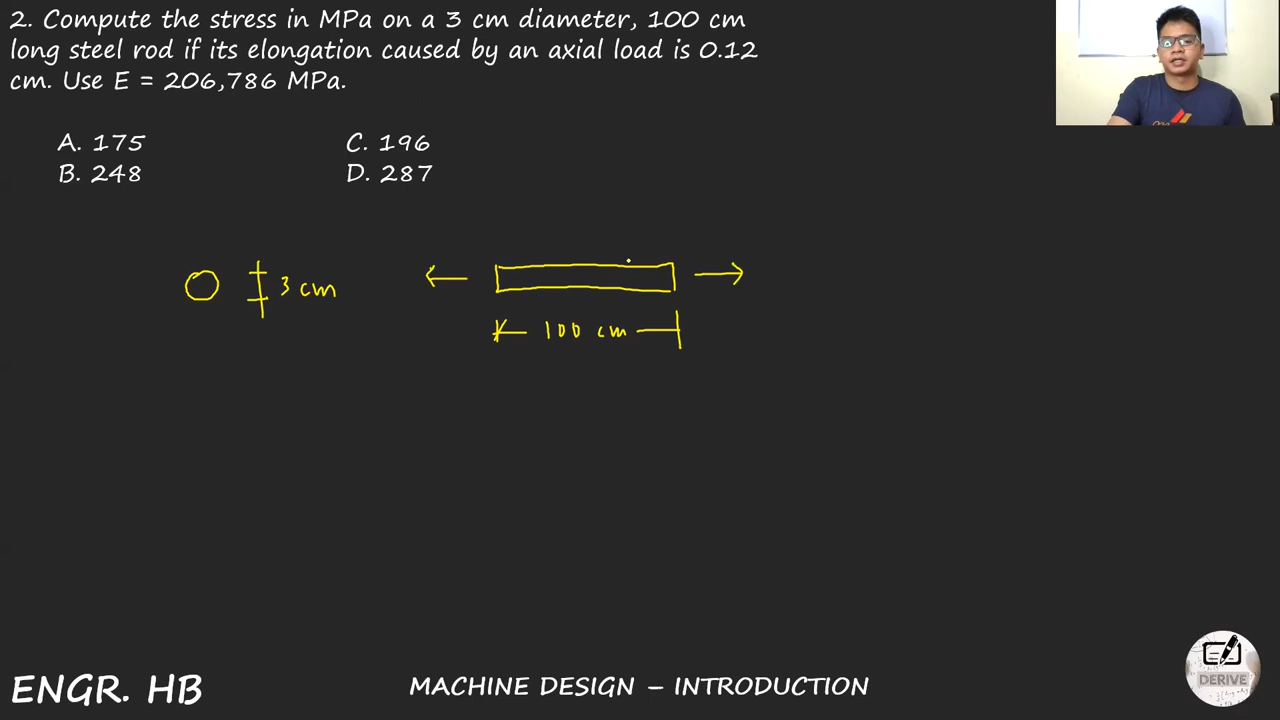 2. Compute the stress in MPa on a 3 cm diameter, 100 cm
long steel rod if its elongation caused by an axial load is 0.12
cm. Use E = 206,786 MPa.
A. 175
C. 196
B. 248
D. 287
3 cm
100 cm
ENGR. HB
MACHINE DESIGN – INTRODUCTION
DERIVE